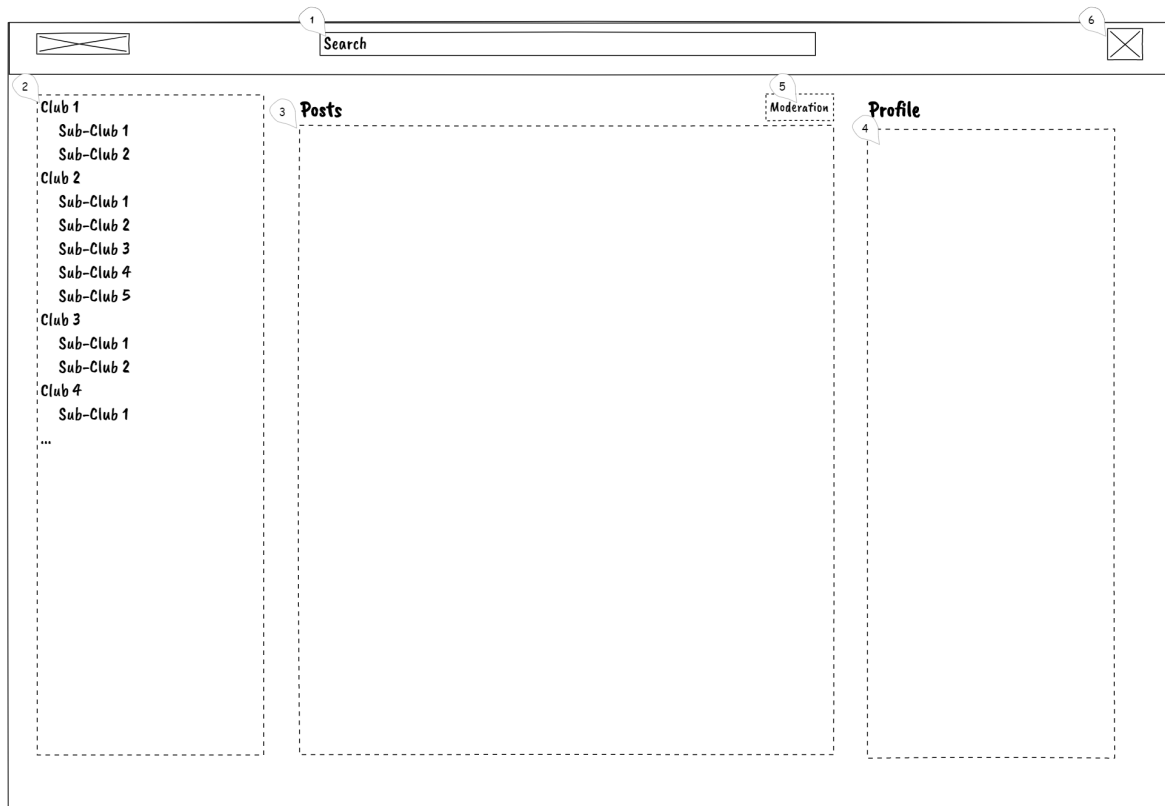 1
6
Search
2
5
Club 1
3
Posts
Moderation
Profile
4
Sub-Club 1
Sub-Club 2
Club 2
Sub-Club 1
Sub-Club 2
Sub-Club 3
Sub-Club 4
Sub-Club 5
Club 3
Sub-Club 1
Sub-Club 2
Club 4
Sub-Club 1
...